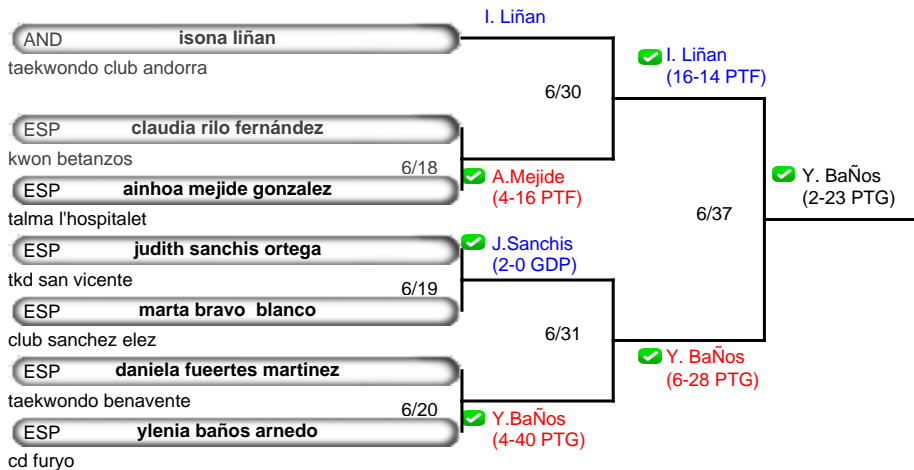 I. Liñan
AND isona liñan
taekwondo club andorra
I. Liñan
(16-14 PTF)
6/30
ESP claudia rilo fernández
kwon betanzos
6/18
ESP ainhoa mejide gonzalez
A.Mejide
(4-16 PTF)
talma l'hospitalet
Y. BaÑos
(2-23 PTG)
6/37
ESP judith sanchis ortega
J.Sanchis
(2-0 GDP)
tkd san vicente
6/19
ESP marta bravo blanco
club sanchez elez
6/31
ESP daniela fueertes martinez
Y. BaÑos
(6-28 PTG)
taekwondo benavente
6/20
ESP ylenia baños arnedo
Y.BaÑos
(4-40 PTG)
cd furyo